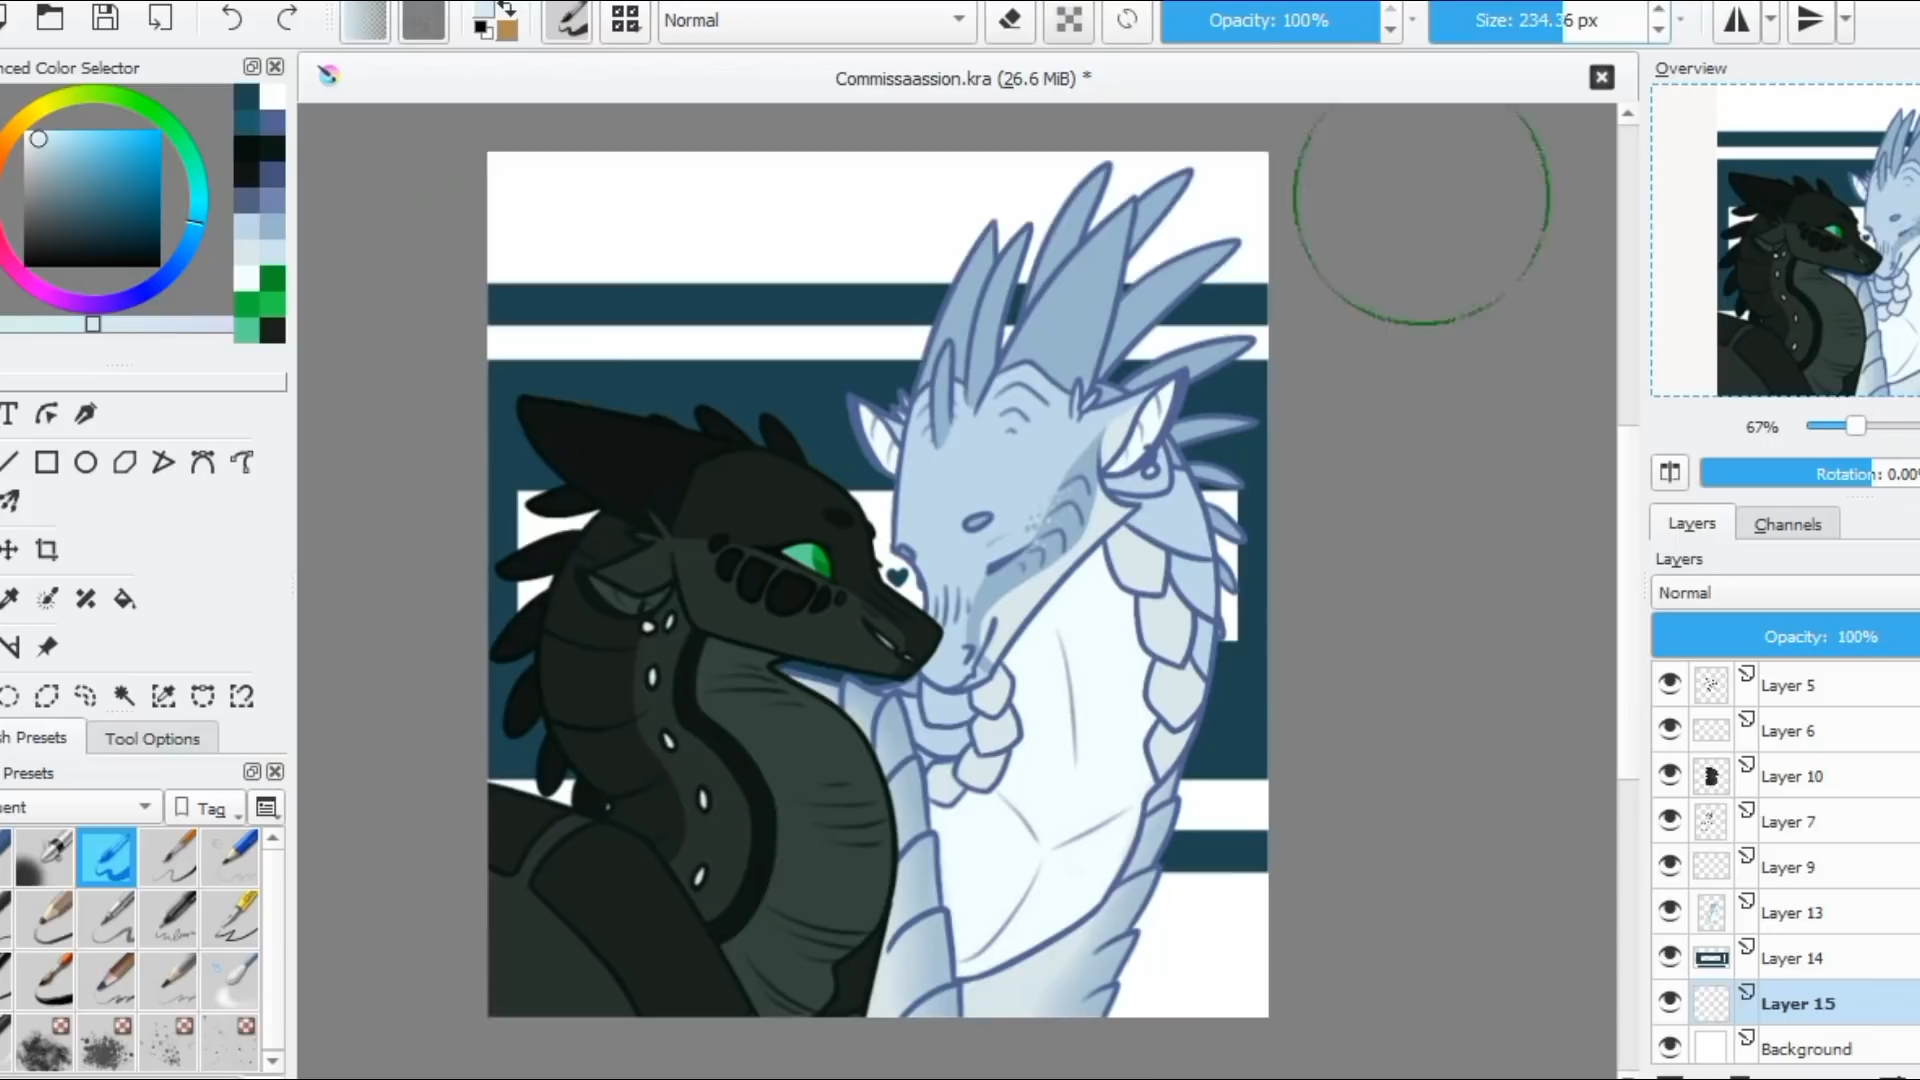 Normal
Opacity: 100%
Size: 234.36 px
nced Color Selector
Commissaassion.kra (26.6 MiB) *
Overview
67%
Rotation: 0.00°
Layers
Channels
Layers
Normal
Opacity: 100%
Layer 5
Layer 6
Layer 10
Layer 7
Layer 9
Layer 13
Layer 14
Layer 15
Background
sh Presets
Tool Options
Presets
ent
Tag